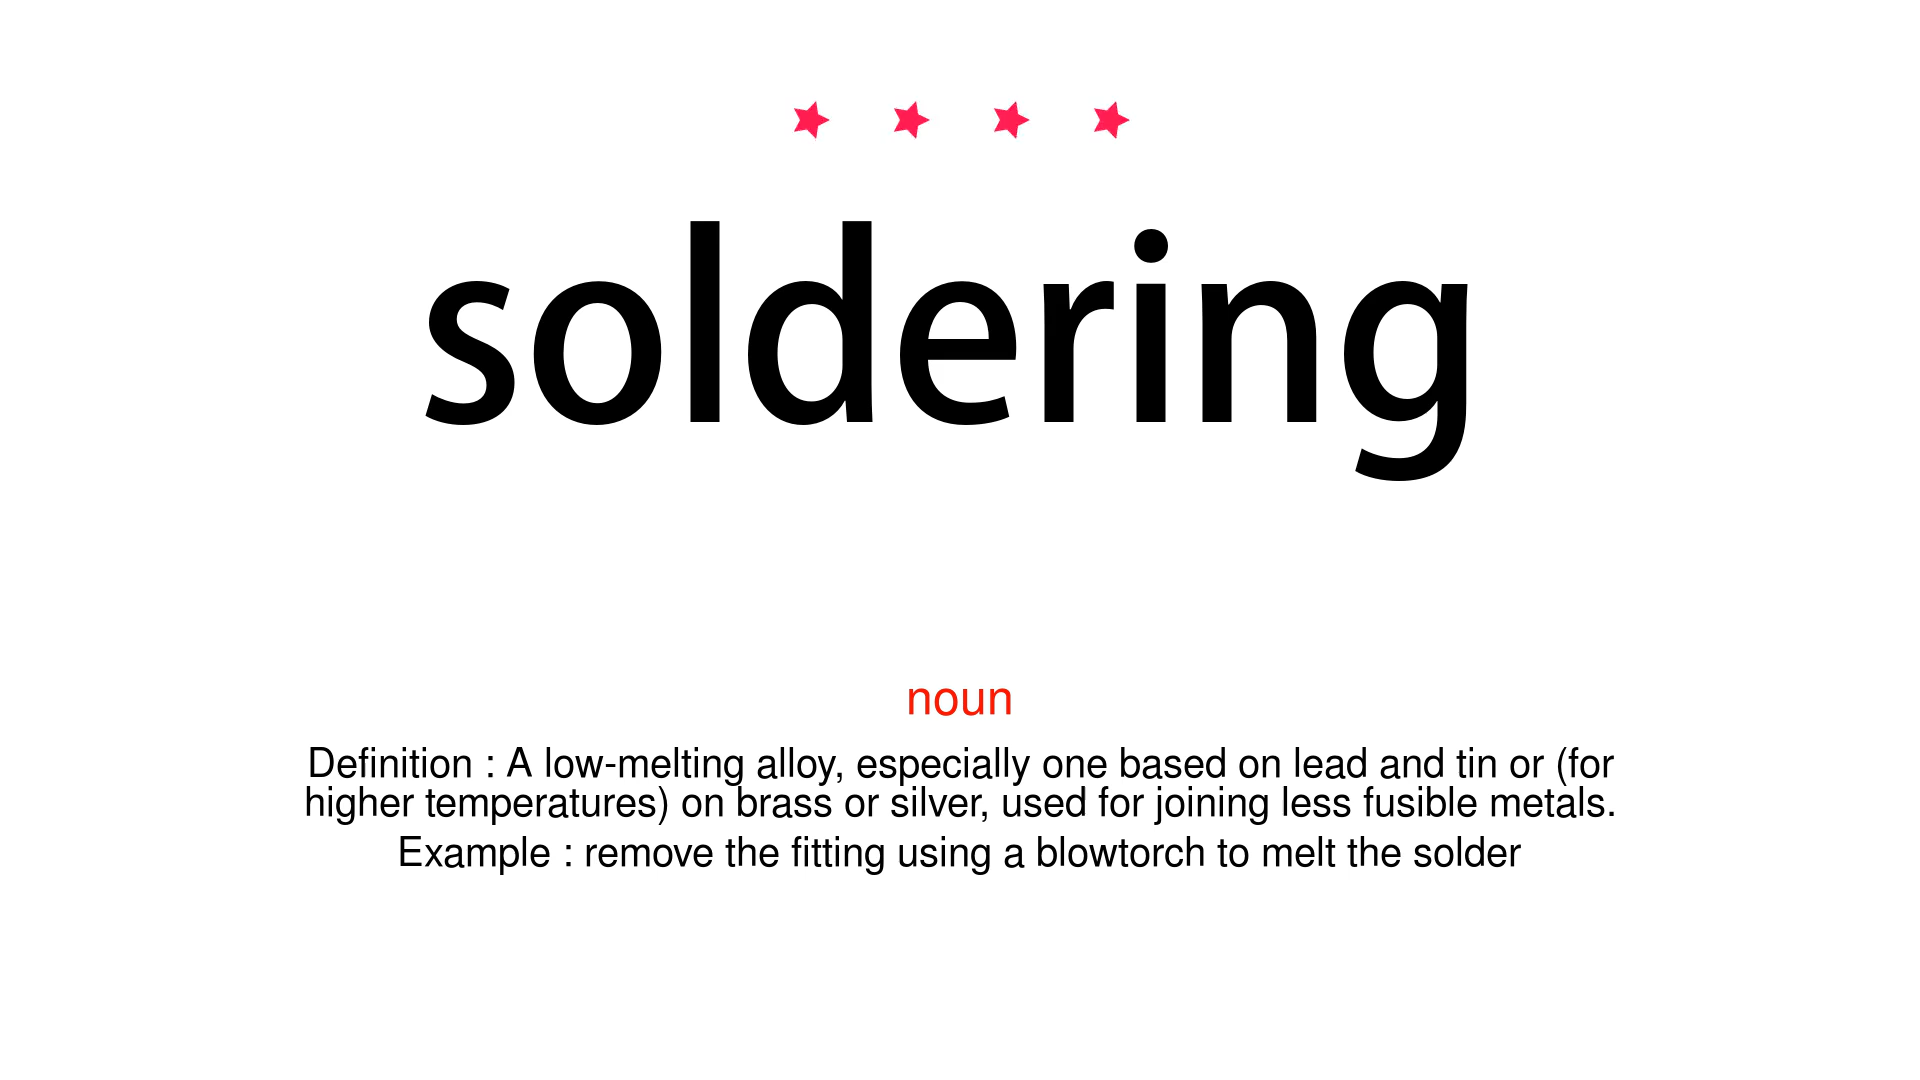 soldering
noun
Definition : A low-melting alloy, especially one based on lead and tin or (for
higher temperatures) on brass or silver, used for joining less fusible metals.
Example : remove the fitting using a blowtorch to melt the solder